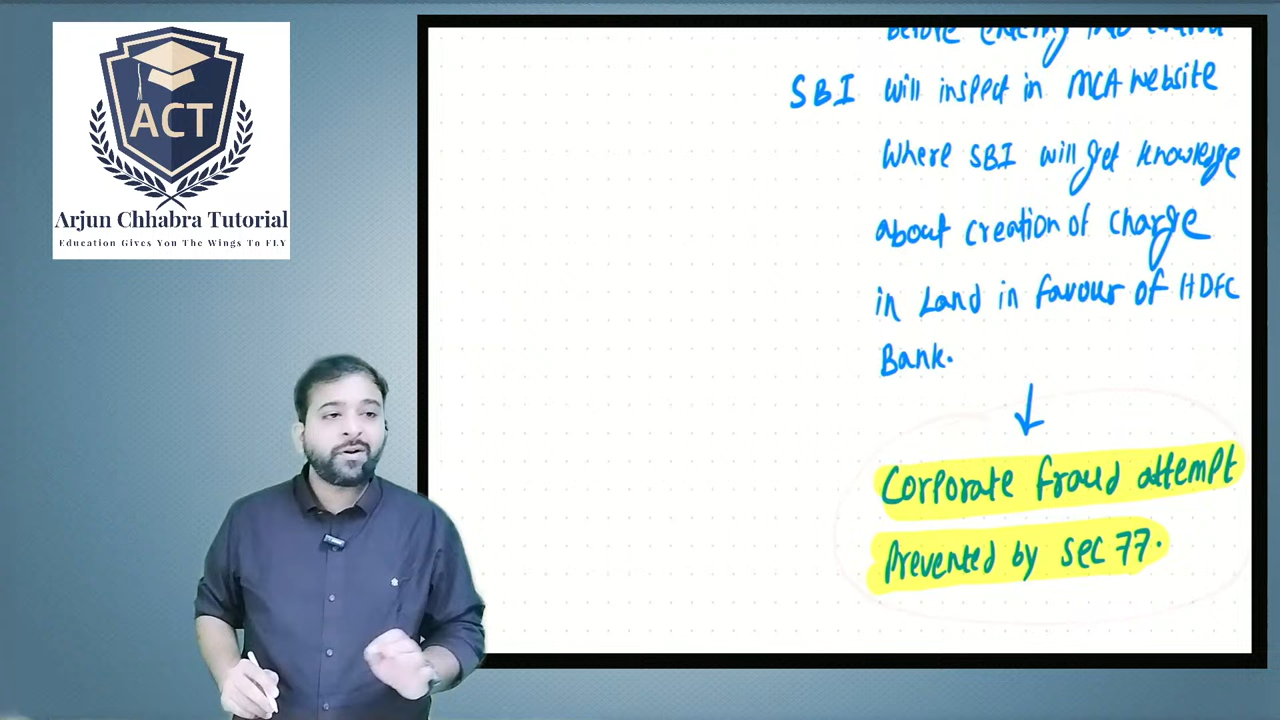 ACT
Arjun Chhabra Tutorial
Education Gives You The Wings To FLY
before
SBI will inspect in MCA website
Where SBI will get knowledge
about creation of charge
in Land in favour of HDFC
Bank.
↓
Corporate fraud attempt
Prevented by sec 77.